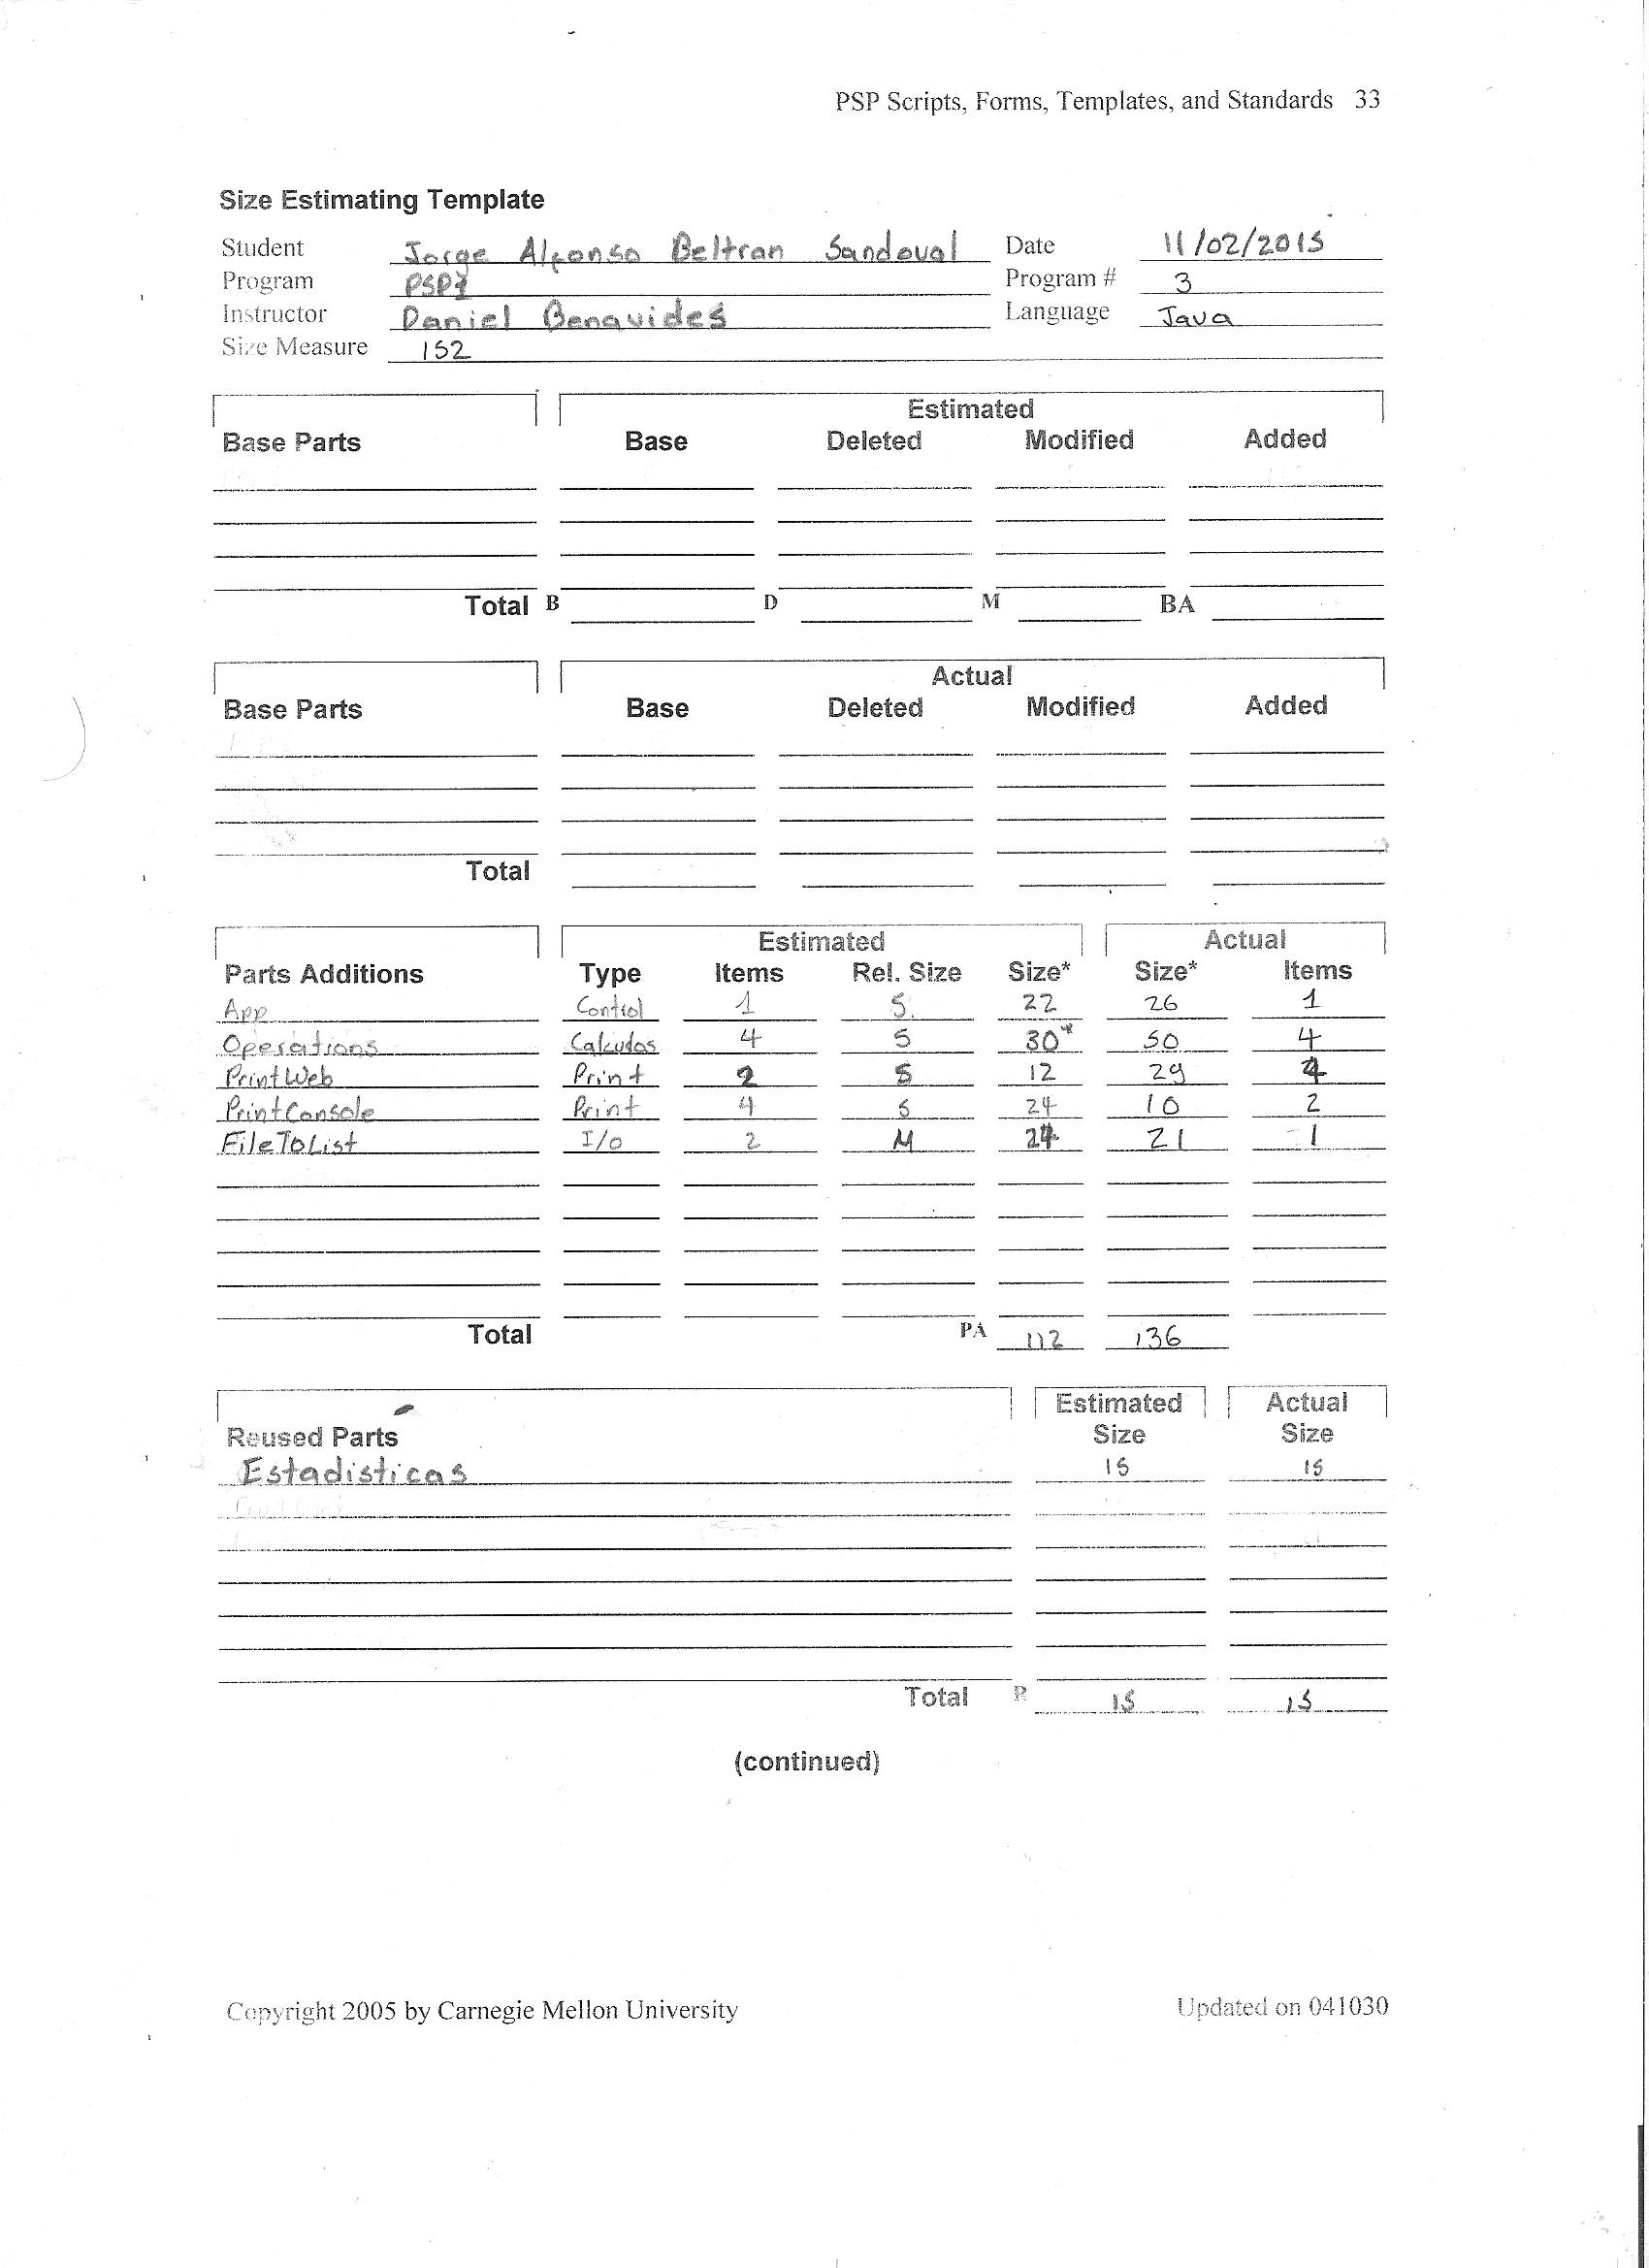 PSP Scripts, Forms, Templates, and Standards 33
Size Estimating Template
Student Jorge Alfonso Beltran Sandoval Date 11/02/2015
Program PSP1 Program # 3
Instructor Daniel Benavides Language Java
Size Measure 152
Estimated
Base Parts Base Deleted Modified Added
Total B D M BA
Actual
Base Parts Base Deleted Modified Added
Total
Estimated Actual
Parts Additions Type Items Rel. Size Size* Size* Items
App Control 1 S 22 26 1
Operations Calculos 4 S 30* 50 4
PrintWeb Print 2 S 12 29 4
PrintConsole Print 4 S 24 10 2
FileToList I/O 2 M 24 21 1
Total PA 112 136
Estimated Actual
Reused Parts Size Size
Estadisticas 15 15
Total R 15 15
(continued)
Copyright 2005 by Carnegie Mellon University Updated on 041030